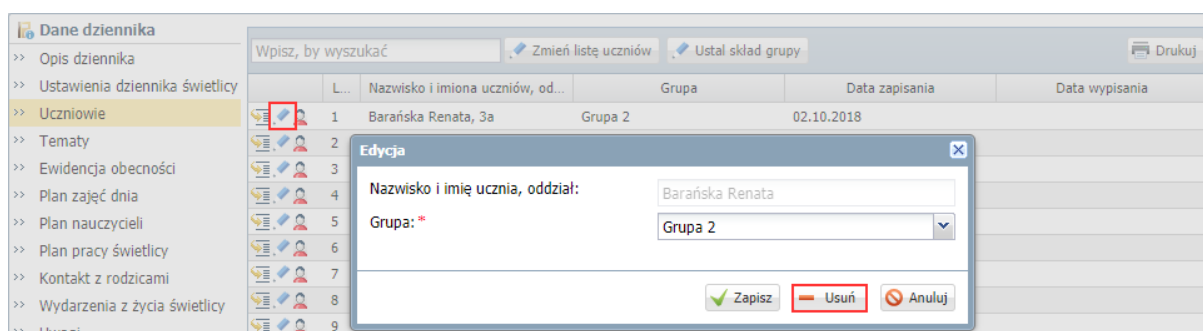 Dane dziennika
>> Opis dziennika
>> Ustawienia dziennika świetlicy
>> Uczniowie
>> Tematy
>> Ewidencja obecności
>> Plan zajęć dnia
>> Plan nauczycieli
>> Plan pracy świetlicy
>> Kontakt z rodzicami
>> Wydarzenia z życia świetlicy
>> Uwagi
Wpisz, by wyszukać Zmień listę uczniów Ustal skład grupy Drukuj
L... Nazwisko i imiona uczniów, od... Grupa Data zapisania Data wypisania
1 Barańska Renata, 3a Grupa 2 02.10.2018
2
3
4
5
6
7
8
9
Edycja
Nazwisko i imię ucznia, oddział: Barańska Renata
Grupa: * Grupa 2
Zapisz Usuń Anuluj